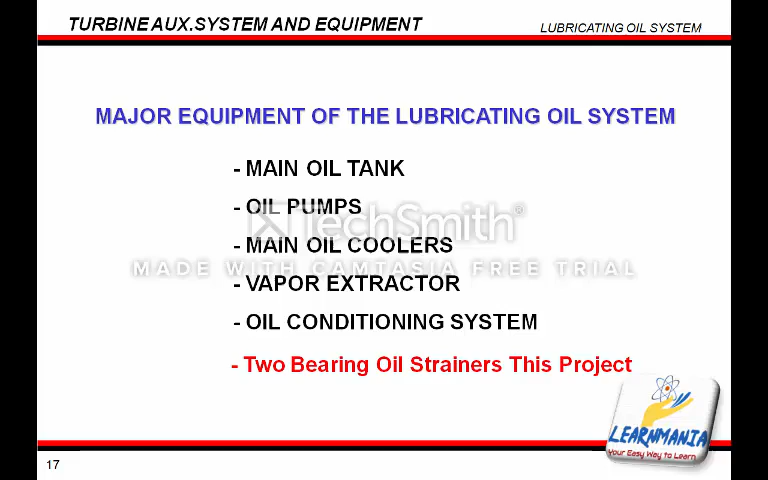 TURBINE AUX.SYSTEM AND EQUIPMENT
LUBRICATING OIL SYSTEM
MAJOR EQUIPMENT OF THE LUBRICATING OIL SYSTEM
- MAIN OIL TANK
- OIL PUMPS
TechSmith®
- MAIN OIL COOLERS
MADE WITH CAMTASIA FREE TRIAL
- VAPOR EXTRACTOR
- OIL CONDITIONING SYSTEM
- Two Bearing Oil Strainers This Project
LEARNMANIA
Your Easy Way to Learn
17